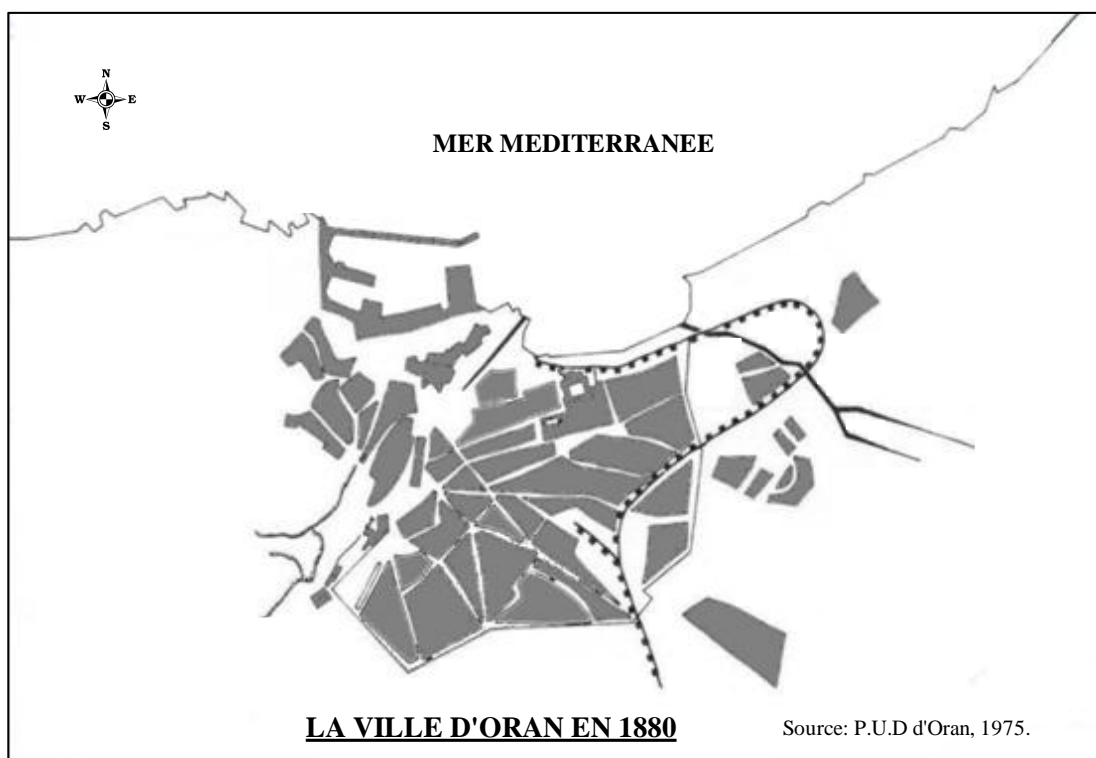 N
W E
S
MER MEDITERRANEE
LA VILLE D'ORAN EN 1880
Source: P.U.D d'Oran, 1975.